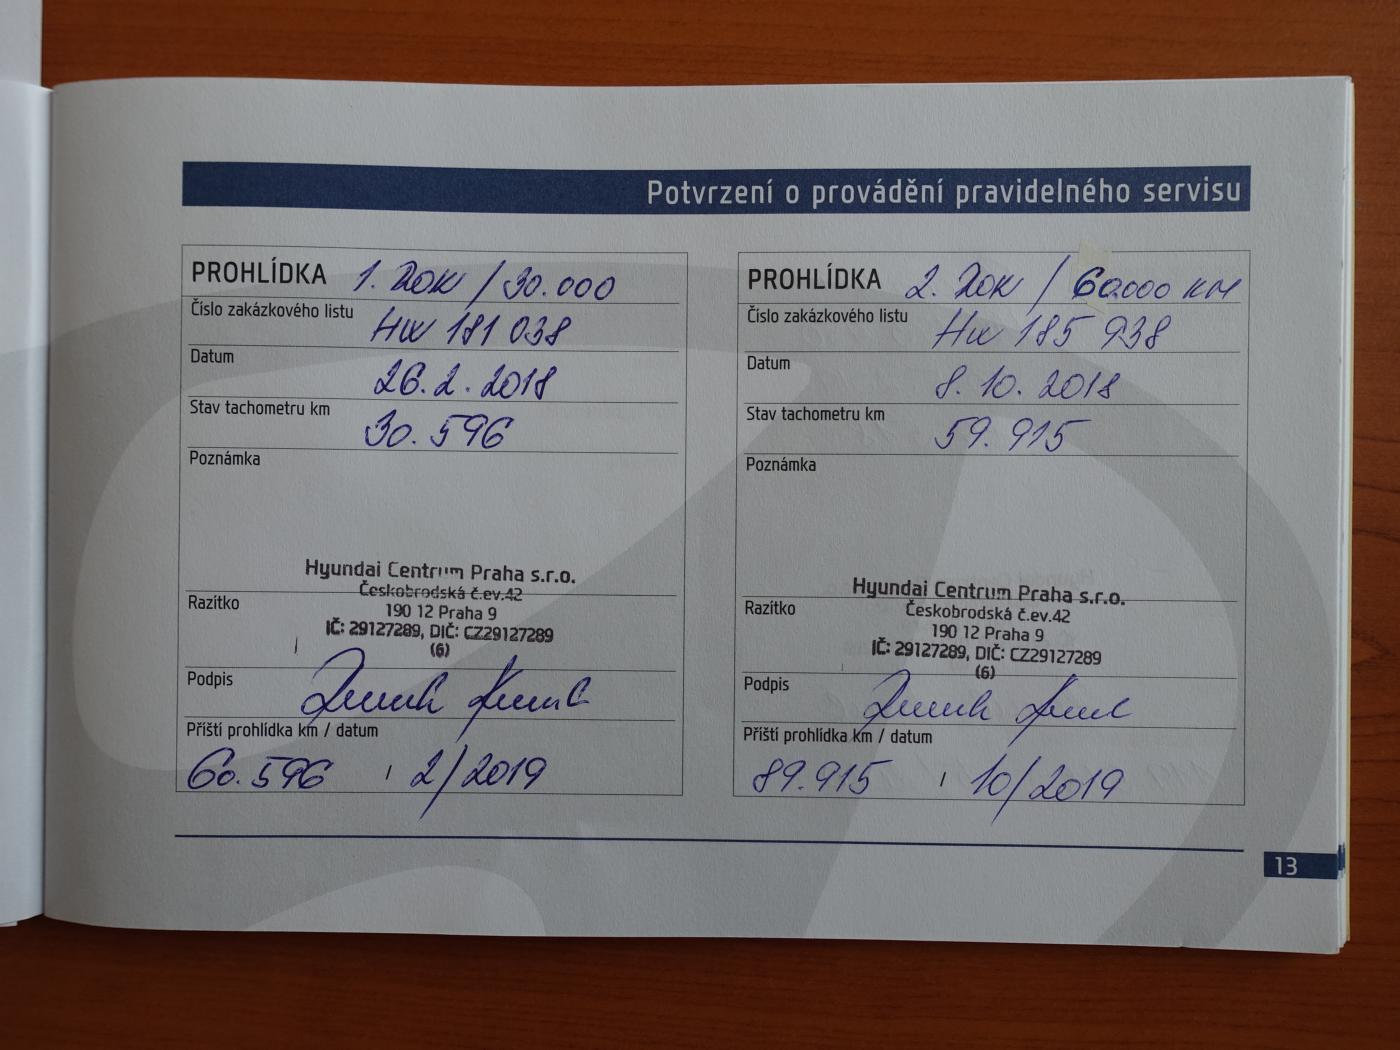 Potvrzení o provádění pravidelného servisu
PROHLÍDKA 1. ROK / 30.000
Číslo zakázkového listu HW 181 038
Datum 26.2.2018
Stav tachometru km 30.596
Poznámka
Hyundai Centrum Praha s.r.o.
Českobrodská č.ev.42
Razítko
190 12 Praha 9
IČ: 29127289, DIČ: CZ29127289
(6)
Podpis
Příští prohlídka km / datum
60.596 / 2/2019
PROHLÍDKA 2. ROK / 60.000 KM
Číslo zakázkového listu HW 185 938
Datum 8.10.2018
Stav tachometru km 59.915
Poznámka
Hyundai Centrum Praha s.r.o.
Razítko
Českobrodská č.ev.42
190 12 Praha 9
IČ: 29127289, DIČ: CZ29127289
(6)
Podpis
Příští prohlídka km / datum
89.915 / 10/2019
13